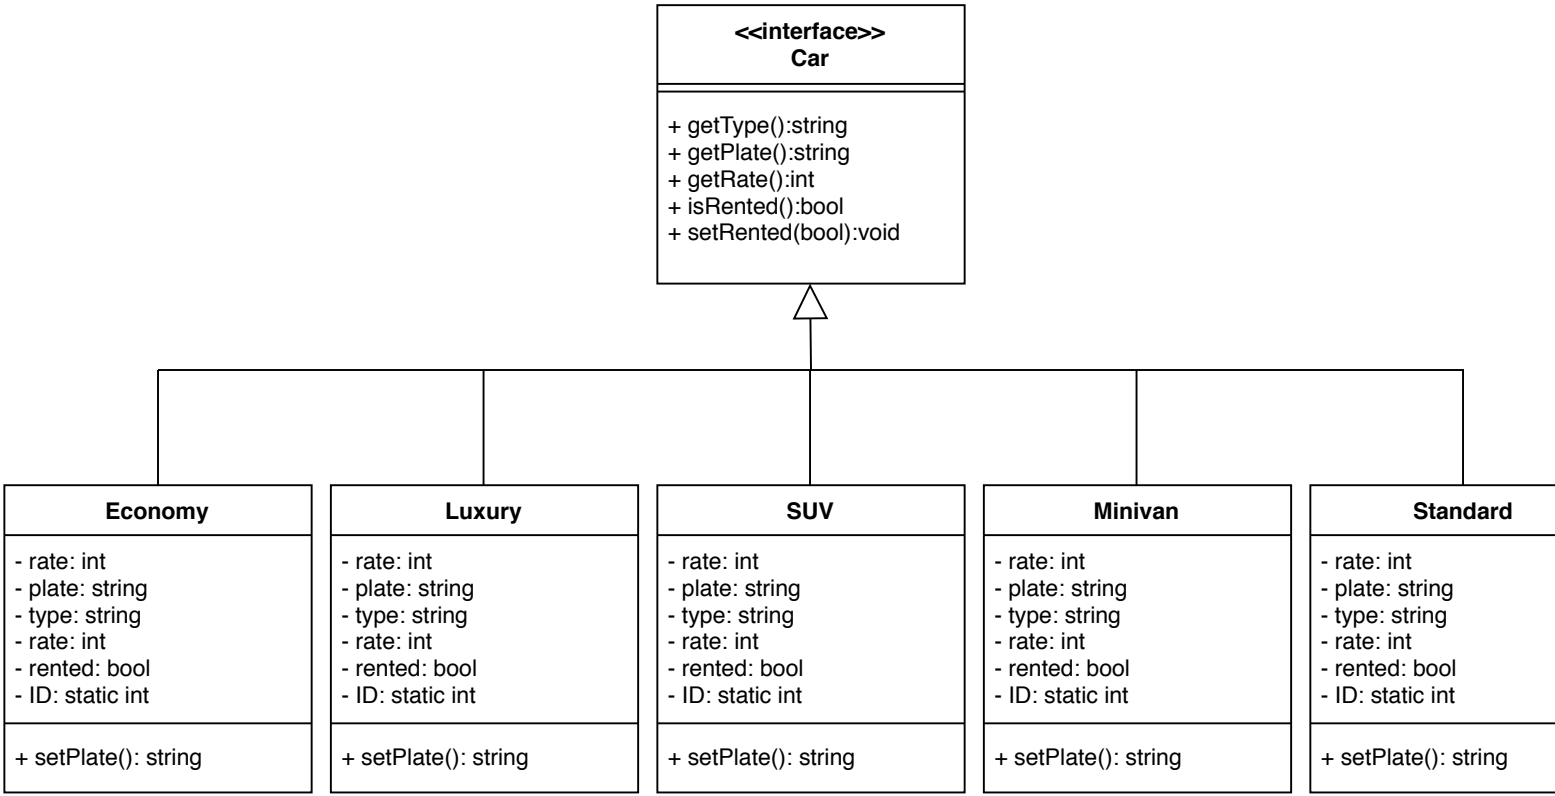 <<interface>>
Car
+ getType():string
+ getPlate():string
+ getRate():int
+ isRented():bool
+ setRented(bool):void
Economy
- rate: int
- plate: string
- type: string
- rate: int
- rented: bool
- ID: static int
+ setPlate(): string
Luxury
- rate: int
- plate: string
- type: string
- rate: int
- rented: bool
- ID: static int
+ setPlate(): string
SUV
- rate: int
- plate: string
- type: string
- rate: int
- rented: bool
- ID: static int
+ setPlate(): string
Minivan
- rate: int
- plate: string
- type: string
- rate: int
- rented: bool
- ID: static int
+ setPlate(): string
Standard
- rate: int
- plate: string
- type: string
- rate: int
- rented: bool
- ID: static int
+ setPlate(): string